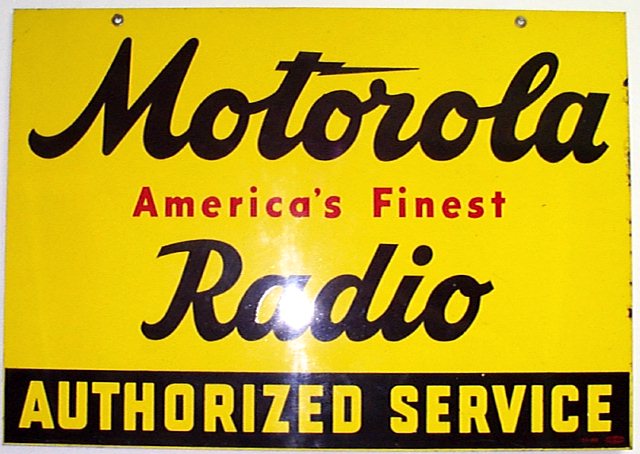 Motorola
America's Finest
Radio
AUTHORIZED SERVICE